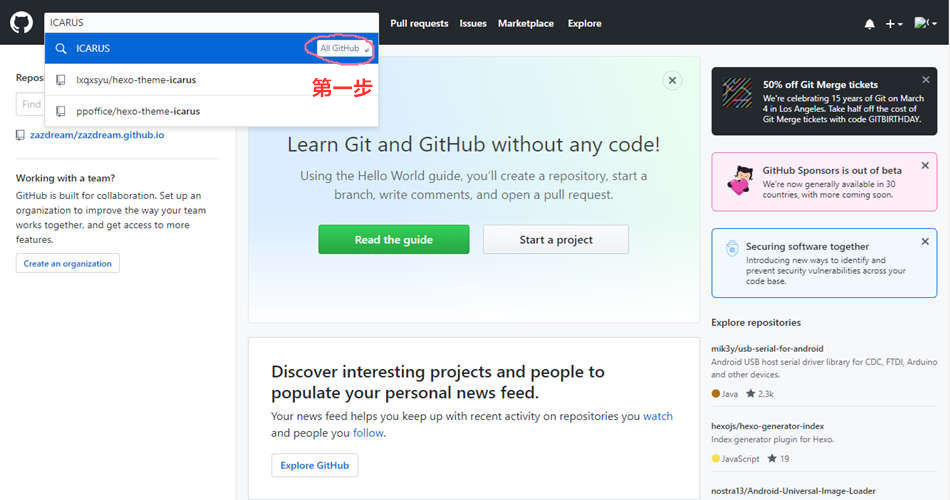 ICARUS
Pull requests Issues Marketplace Explore
ICARUS All GitHub
lxqxsyu/hexo-theme-icarus
ppoffice/hexo-theme-icarus
第一步
Repos
Find
zazdream/zazdream.github.io
Working with a team?
GitHub is built for collaboration. Set up an
organization to improve the way your team
works together, and get access to more
features.
Create an organization
Learn Git and GitHub without any code!
Using the Hello World guide, you'll create a repository, start a
branch, write comments, and open a pull request.
Read the guide
Start a project
Discover interesting projects and people to
populate your personal news feed.
Your news feed helps you keep up with recent activity on repositories you watch
and people you follow.
Explore GitHub
50% off Git Merge tickets
We're celebrating 15 years of Git on March
4 in Los Angeles. Take half off the cost of
Git Merge tickets with code GITBIRTHDAY.
GitHub Sponsors is out of beta
We're now generally available in 30
countries, with more coming soon.
Securing software together
Introducing new ways to identify and
prevent security vulnerabilities across your
code base.
Explore repositories
mik3y/usb-serial-for-android
Android USB host serial driver library for CDC, FTDI, Arduino
and other devices.
Java 2.3k
hexojs/hexo-generator-index
Index generator plugin for Hexo.
JavaScript 19
nostra13/Android-Universal-Image-Loader